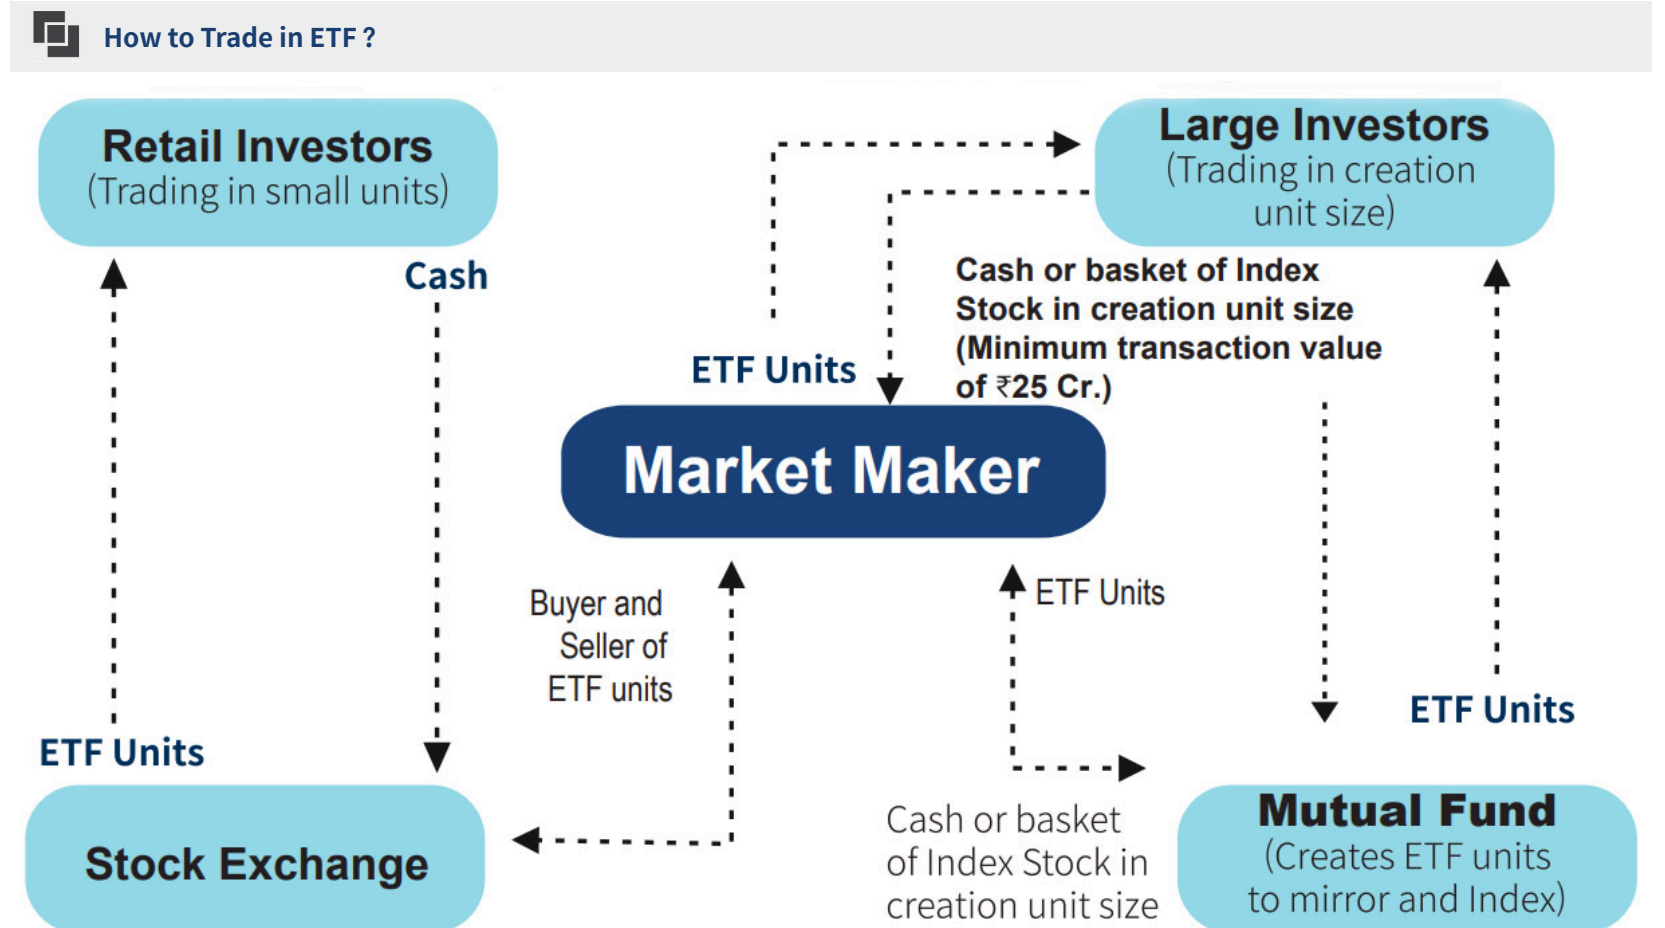 How to Trade in ETF ?
Retail Investors
(Trading in small units)
Large Investors
(Trading in creation
unit size)
Cash
Cash or basket of Index
Stock in creation unit size
(Minimum transaction value
of ₹25 Cr.)
ETF Units
Market Maker
Buyer and
Seller of
ETF units
ETF Units
ETF Units
ETF Units
Stock Exchange
Cash or basket
of Index Stock in
creation unit size
Mutual Fund
(Creates ETF units
to mirror and Index)